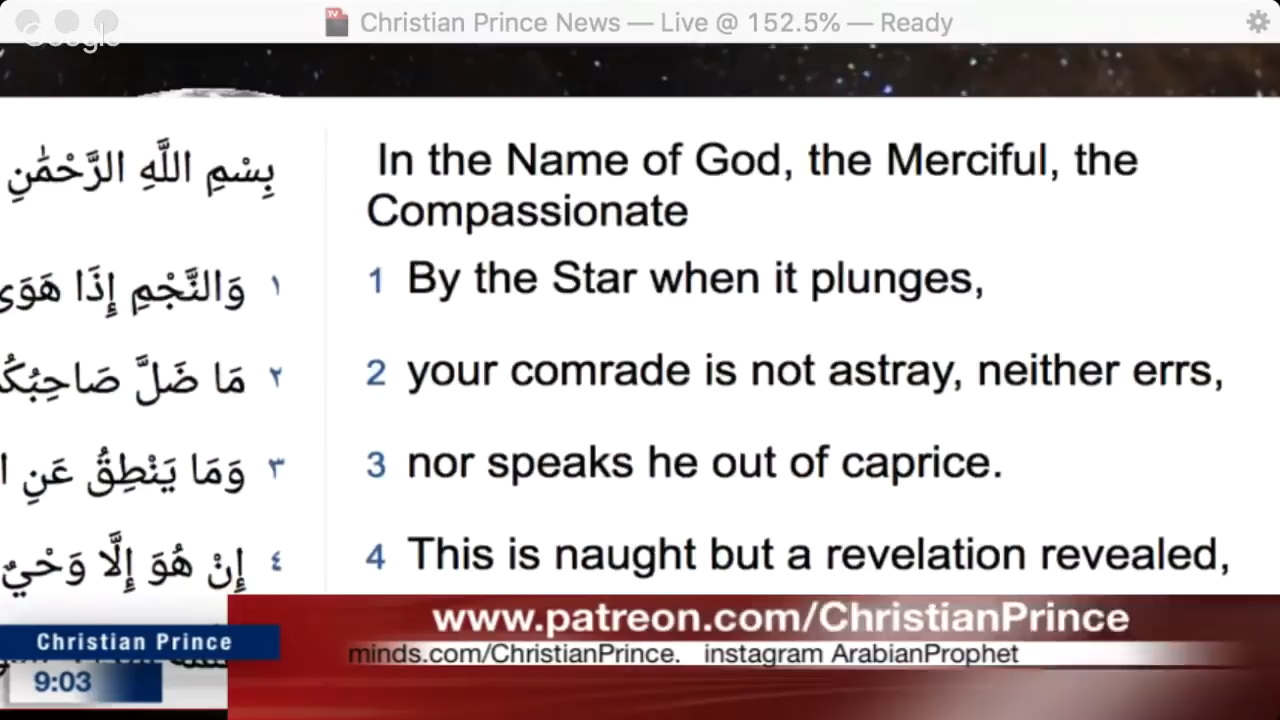 Christian Prince News — Live @ 152.5% — Ready
Google
بِسْمِ اللَّهِ الرَّحْمَٰنِ
In the Name of God, the Merciful, the
Compassionate
١ وَالنَّجْمِ إِذَا هَوَى
1 By the Star when it plunges,
٢ مَا ضَلَّ
2 your comrade is not astray, neither errs,
٣ وَمَا يَنْطِقُ عَنِ
3 nor speaks he out of caprice.
٤ إِنْ هُوَ إِلَّا وَحْيٌ
4 This is naught but a revelation revealed,
www.patreon.com/ChristianPrince
Christian Prince
minds.com/ChristianPrince. instagram ArabianProphet
9:03